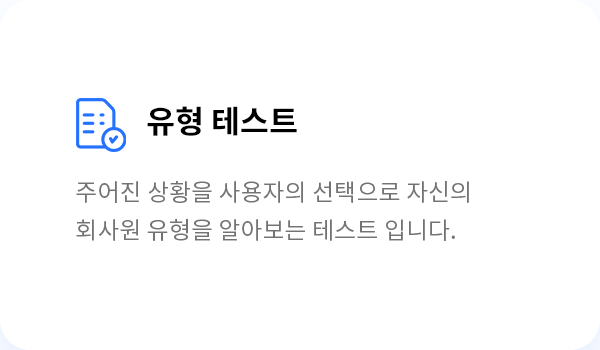 유형 테스트
주어진 상황을 사용자의 선택으로 자신의
회사원 유형을 알아보는 테스트 입니다.